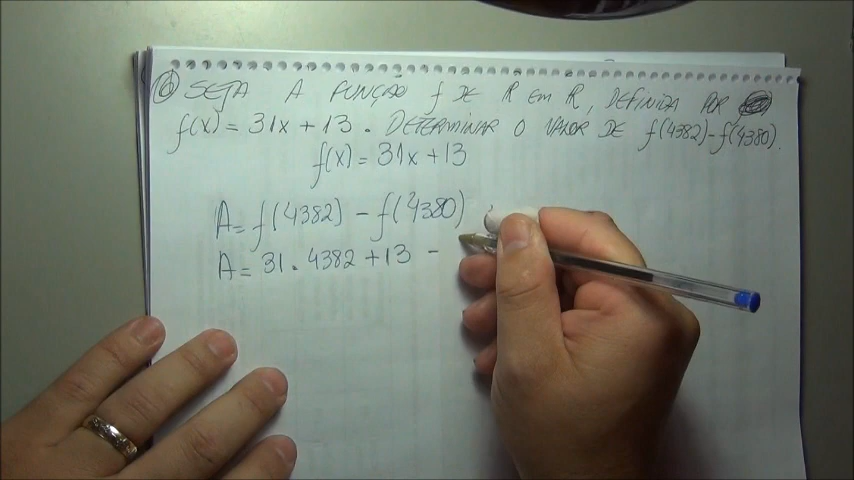 6 SEJA A FUNÇÃO f DE R EM R, DEFINIDA POR
f(x) = 31x + 13. DETERMINAR O VALOR DE f(4382) - f(4380).
f(x) = 31x + 13
A = f(4382) - f(4380)
A = 31 . 4382 + 13 -